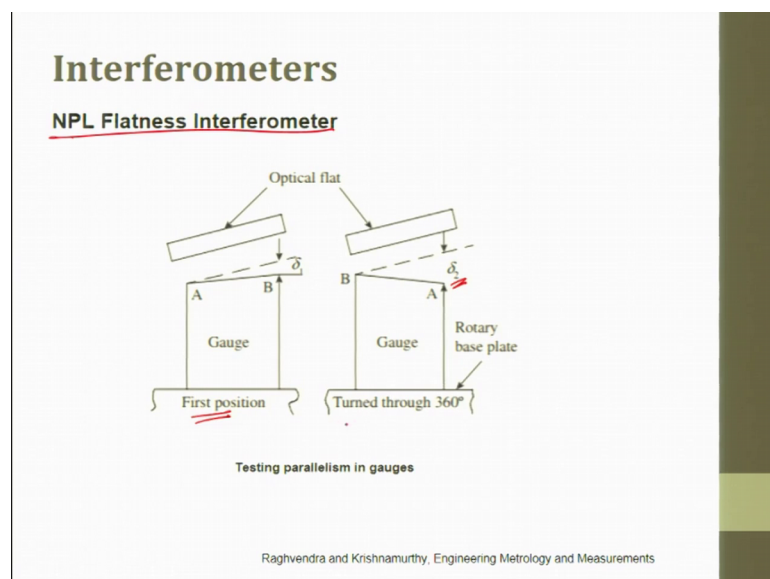 Interferometers
NPL Flatness Interferometer
Optical flat
δ₁
A
B
Gauge
First position
δ₂
B
A
Gauge
Rotary
base plate
Turned through 360°
Testing parallelism in gauges
Raghvendra and Krishnamurthy, Engineering Metrology and Measurements